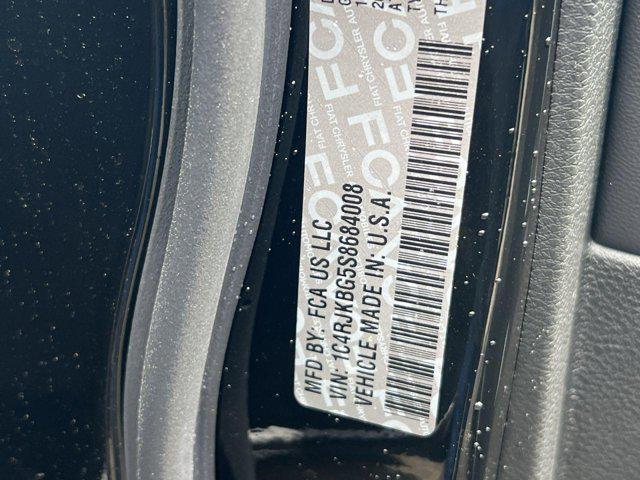 MFD BY: FCA US LLC
VIN: 1C4RJKBG5S8684008
VEHICLE MADE IN: U.S.A.